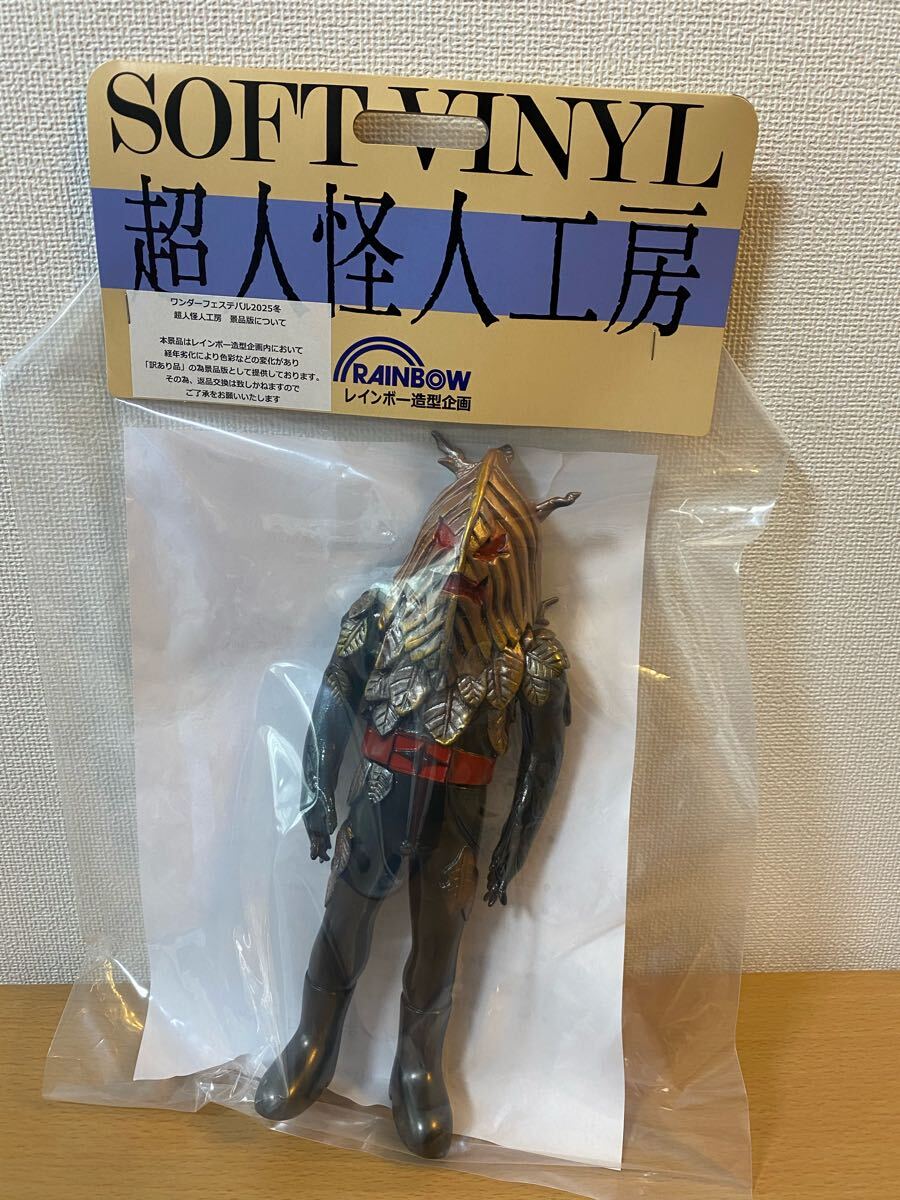 SOFT VINYL
超人怪人工房
ワンダーフェステバル2025冬
超人怪人工房 景品版について
本景品はレインボー造型企画内において
経年劣化により色彩などの変化があり
「訳あり品」の為景品版として提供しております。
その為、返品交換は致しかねますので
ご了承をお願いいたします
RAINBOW
レインボー造型企画